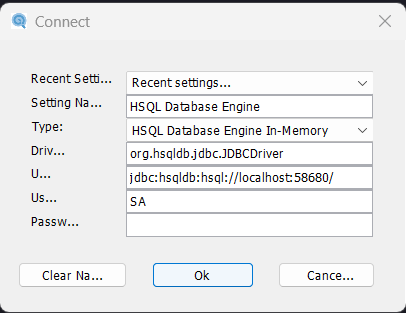 Connect
Recent Setti... Recent settings...
Setting Na... HSQL Database Engine
Type: HSQL Database Engine In-Memory
Driv... org.hsqldb.jdbc.JDBCDriver
U... jdbc:hsqldb:hsql://localhost:58680/
Us... SA
Passw...
Clear Na... Ok Cance...